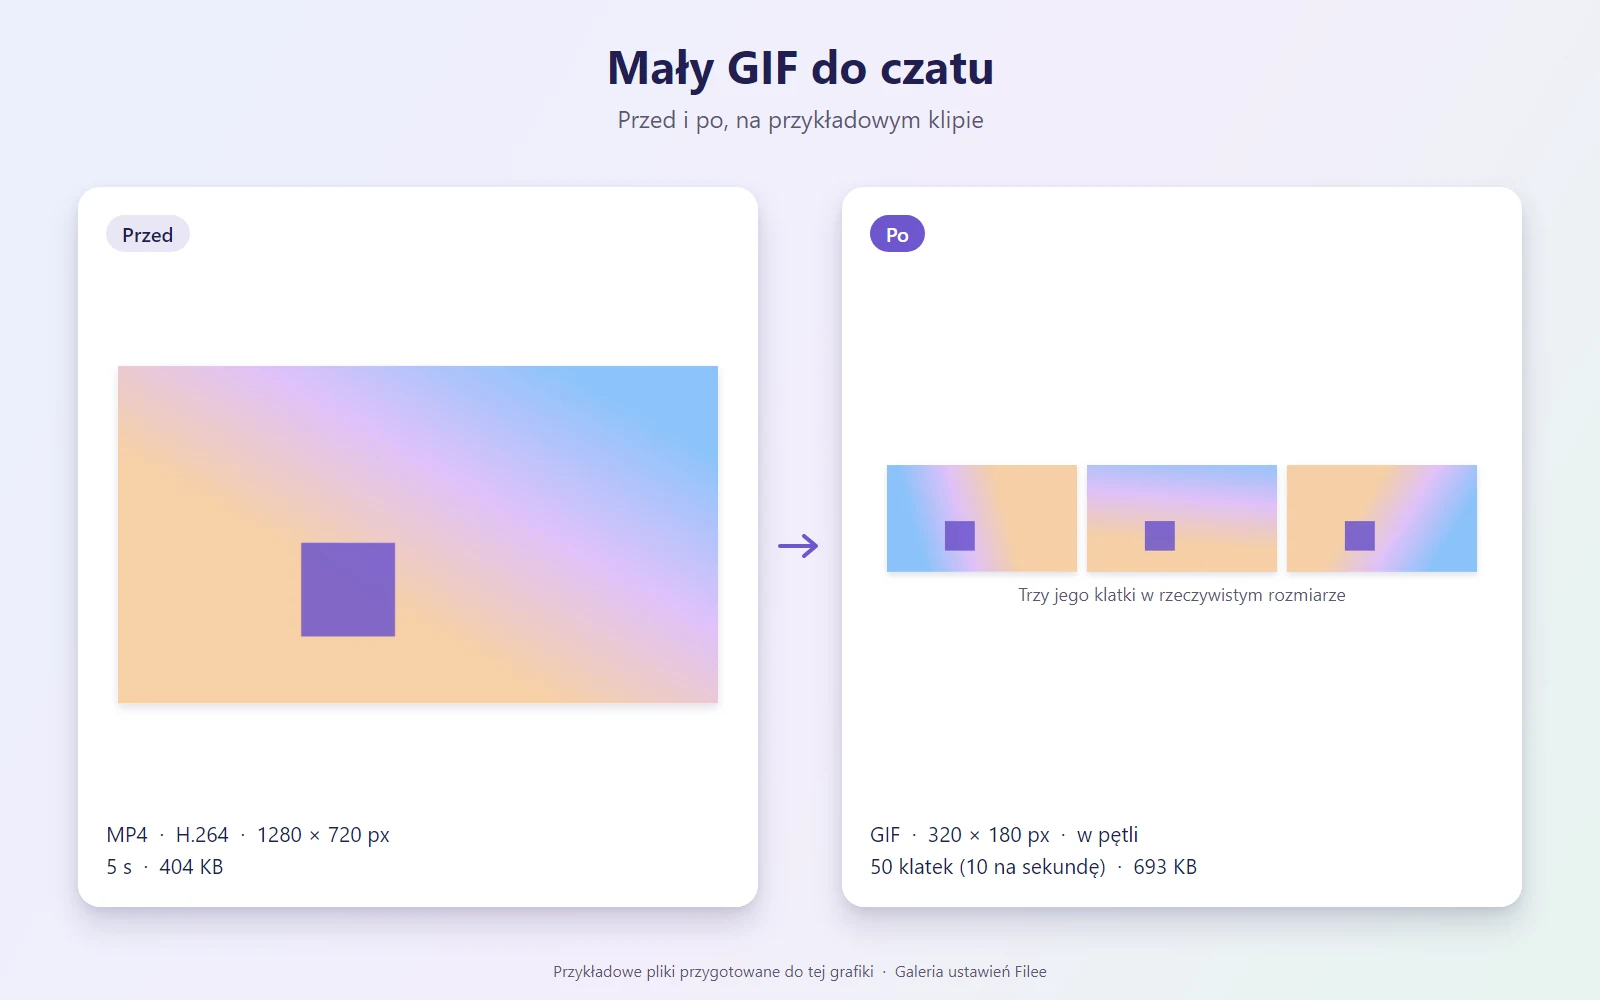 Mały GIF do czatu
Przed i po, na przykładowym klipie
Przed
MP4 · H.264 · 1280 × 720 px
5 s · 404 KB
Po
Trzy jego klatki w rzeczywistym rozmiarze
GIF · 320 × 180 px · w pętli
50 klatek (10 na sekundę) · 693 KB
Przykładowe pliki przygotowane do tej grafiki · Galeria ustawień Filee